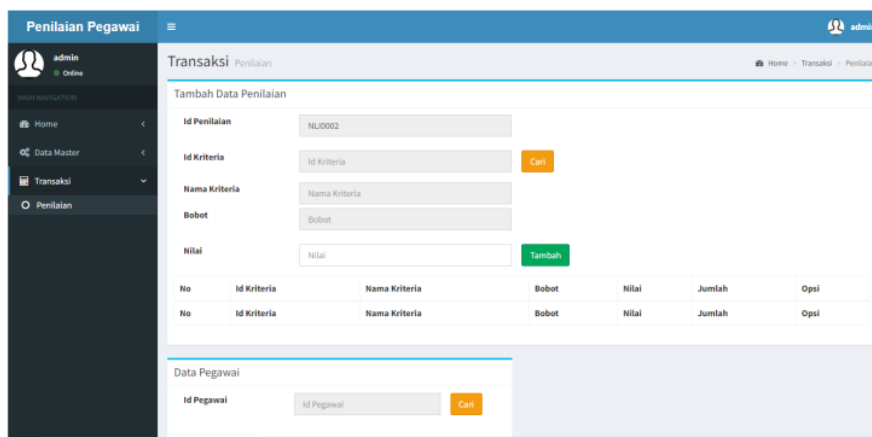 Penilaian Pegawai
admin
admin
Online
MAIN NAVIGATION
Home
Data Master
Transaksi
Penilaian
Transaksi Penilaian
Home > Transaksi > Penilaia
Tambah Data Penilaian
Id Penilaian NLI0002
Id Kriteria Id Kriteria Cari
Nama Kriteria Nama Kriteria
Bobot Bobot
Nilai Nilai Tambah
No Id Kriteria Nama Kriteria Bobot Nilai Jumlah Opsi
No Id Kriteria Nama Kriteria Bobot Nilai Jumlah Opsi
Data Pegawai
Id Pegawai Id Pegawai Cari